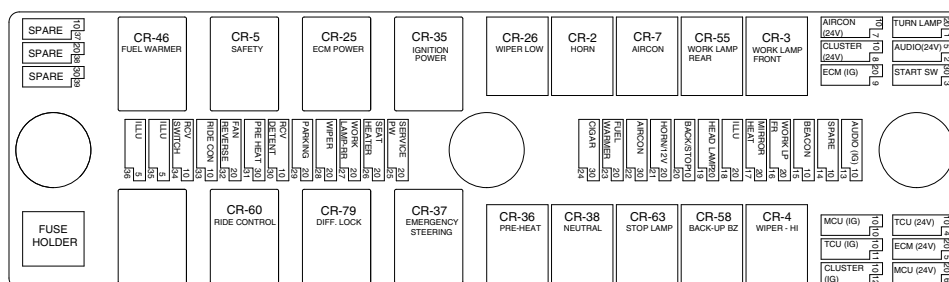 SPARE 10 37
SPARE 20 38
SPARE 30 39
CR-46
FUEL WARMER
CR-5
SAFETY
CR-25
ECM POWER
CR-35
IGNITION
POWER
CR-26
WIPER LOW
CR-2
HORN
CR-7
AIRCON
CR-55
WORK LAMP
REAR
CR-3
WORK LAMP
FRONT
AIRCON 10
(24V) 7
CLUSTER 10
(24V) 8
ECM (IG) 20 9
TURN LAMP 1
AUDIO(24V) 5 2
START SW 30 3
ILLU 5 36
ILLU 5 35
RCV
SWITCH 10 34
RIDE CON 10 33
FAN
REVERSE 20 32
PRE HEAT 30 31
RCV
DETENT 10 30
PARKING 20 29
WIPER 20 28
WORK
LAMP-RR 20 27
SEAT
HEATER 20 26
SERVICE
P/W 20 25
CIGAR 30 24
FUEL
WARMER 20 23
AIRCON 30 22
HORN/12V 20 21
BACK/STOP 10 20
HEAD LAMP 20 19
ILLU 20 18
MIRROR
HEAT 20 17
WORK LP
FR 20 16
BEACON 10 15
SPARE 10 14
AUDIO (IG) 10 13
FUSE
HOLDER
CR-60
RIDE CONTROL
CR-79
DIFF. LOCK
CR-37
EMERGENCY
STEERING
CR-36
PRE-HEAT
CR-38
NEUTRAL
CR-63
STOP LAMP
CR-58
BACK-UP BZ
CR-4
WIPER - HI
MCU (IG) 10 10
TCU (IG) 10 11
CLUSTER 10
(IG) 12
TCU (24V) 10 4
ECM (24V) 20 5
MCU (24V) 20 6